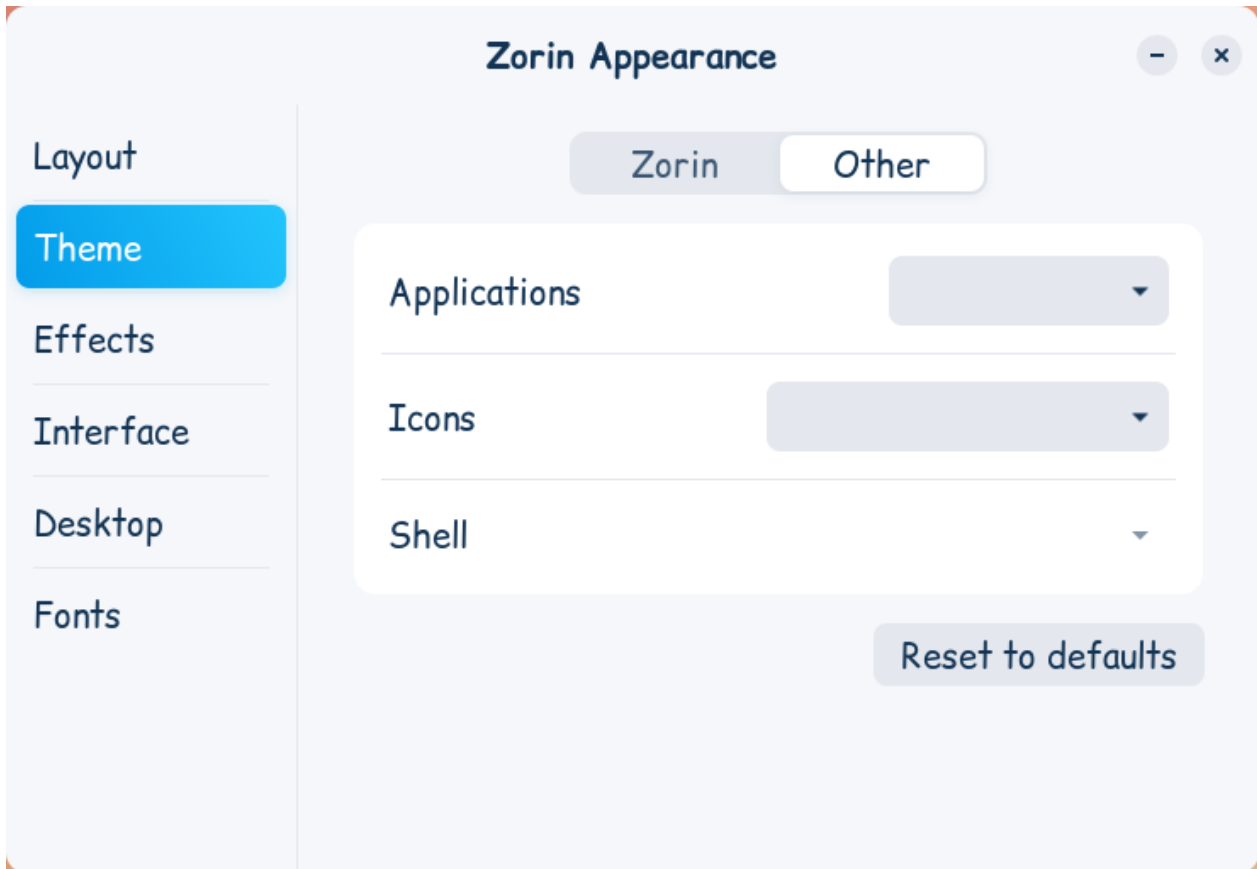 Zorin Appearance
Layout
Theme
Effects
Interface
Desktop
Fonts
Zorin
Other
Applications
Icons
Shell
Reset to defaults